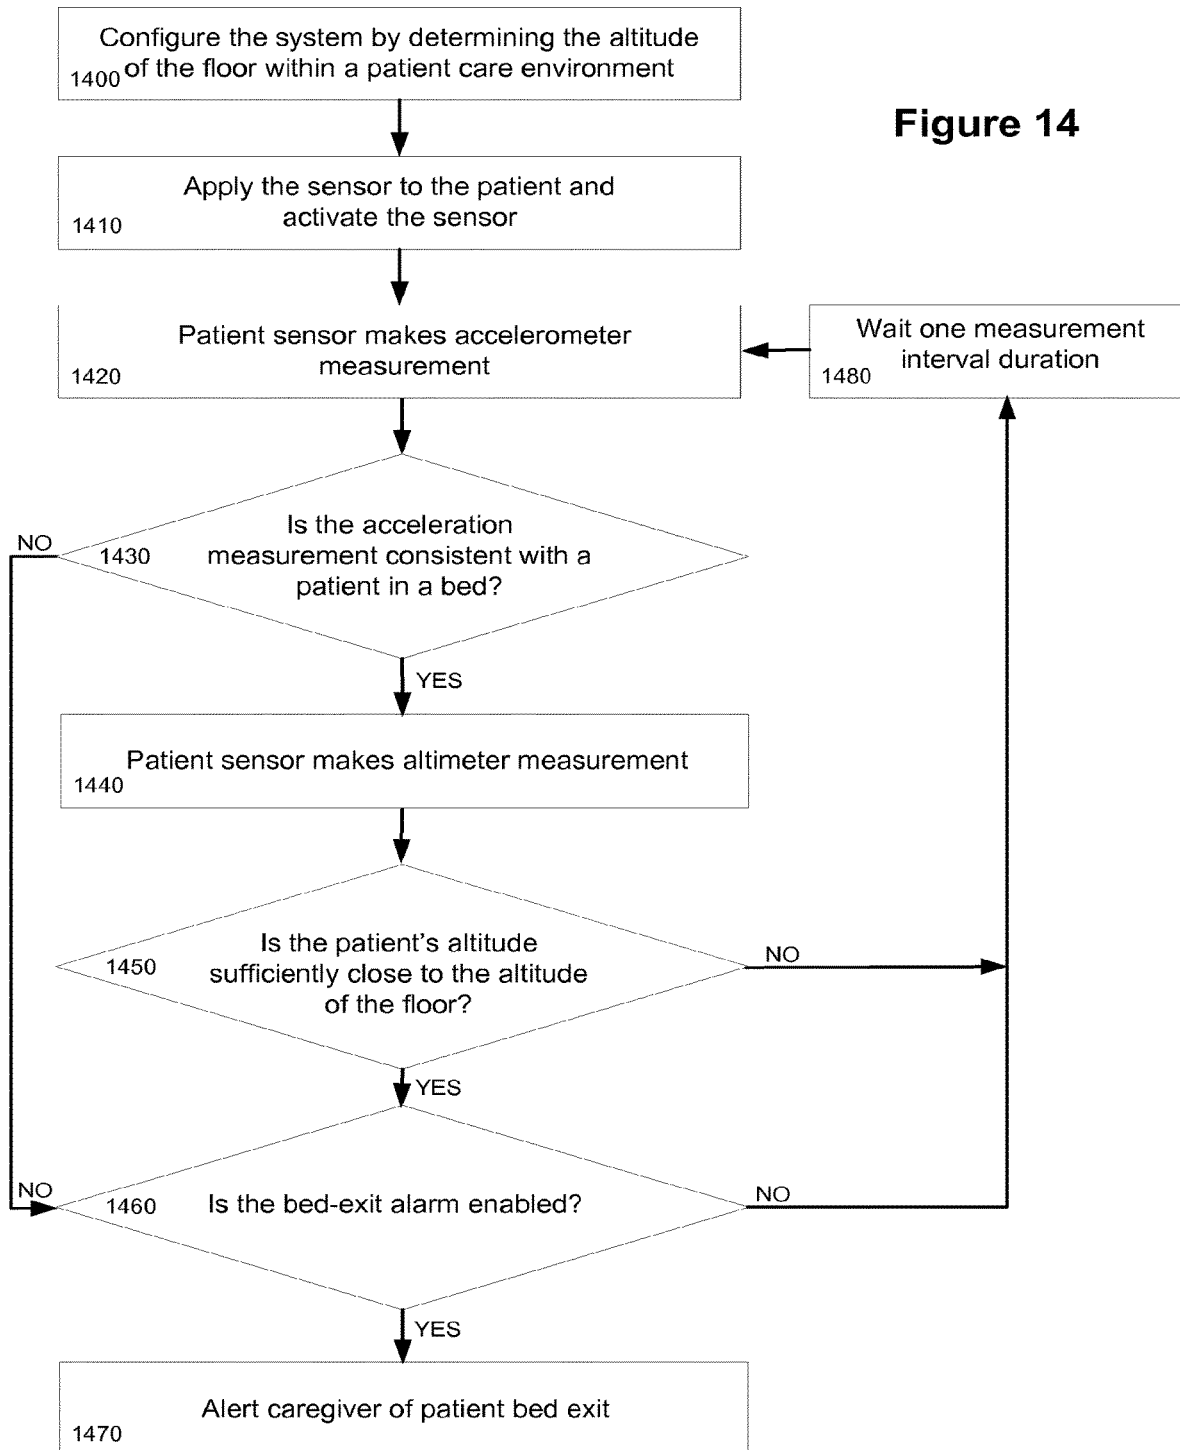 Configure the system by determining the altitude
1400 of the floor within a patient care environment
Figure 14
Apply the sensor to the patient and
activate the sensor
1410
Patient sensor makes accelerometer
measurement
1420
Wait one measurement
interval duration
1480
Is the acceleration
measurement consistent with a
patient in a bed?
1430
NO
YES
Patient sensor makes altimeter measurement
1440
Is the patient's altitude
sufficiently close to the altitude
of the floor?
1450
NO
YES
NO
1460 Is the bed-exit alarm enabled?
NO
YES
Alert caregiver of patient bed exit
1470